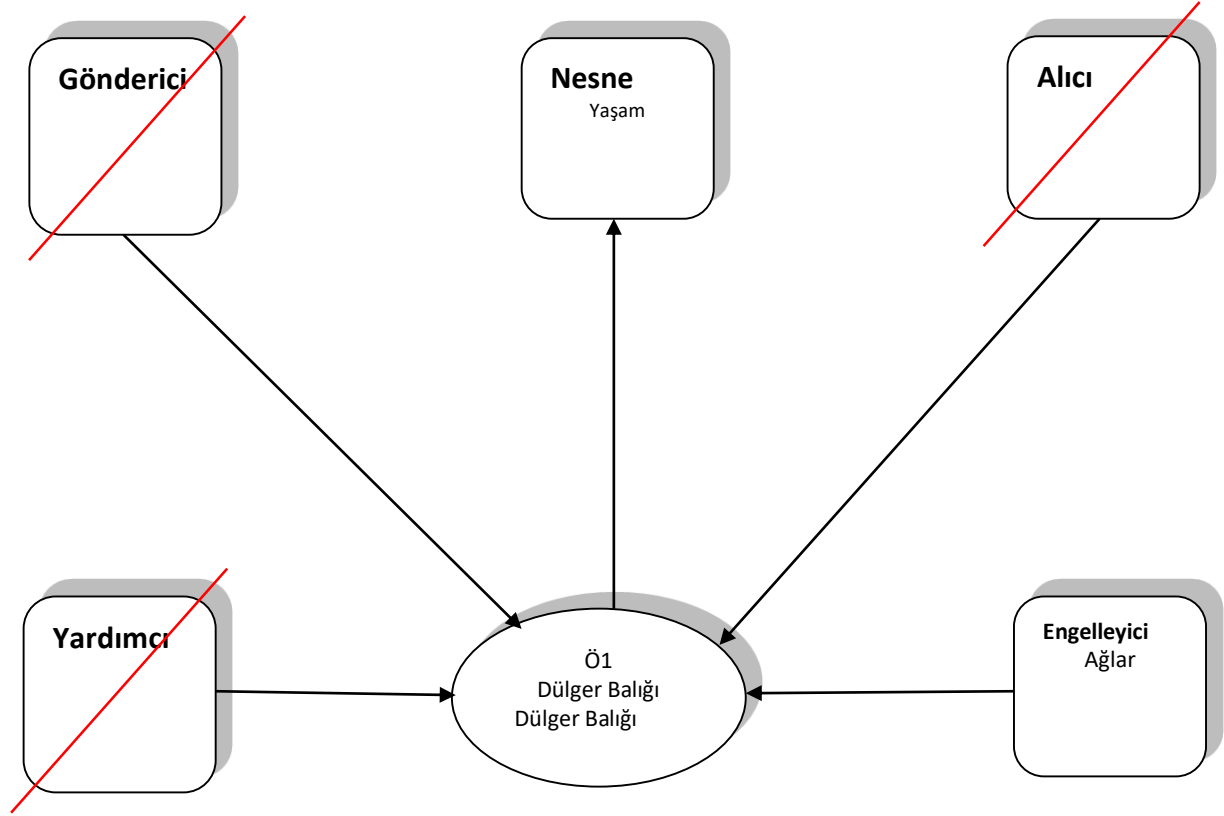 Gönderici
Nesne
Yaşam
Alıcı
Yardımcı
Ö1
Dülger Balığı
Dülger Balığı
Engelleyici
Ağlar